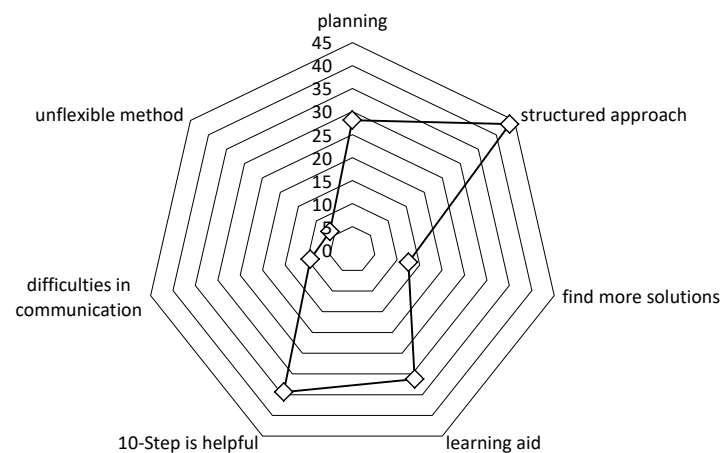 planning
45
40
35
30
25
20
15
10
5
0
unflexible method
structured approach
difficulties in
communication
find more solutions
10-Step is helpful
learning aid